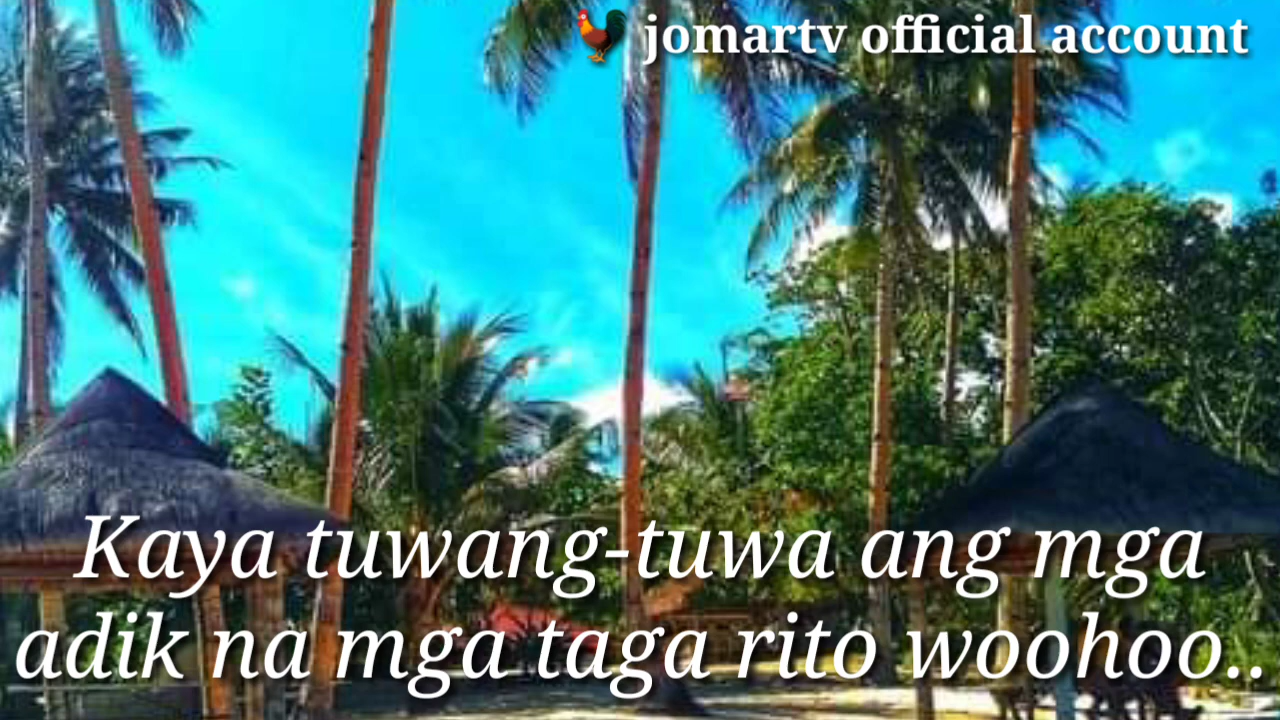 🐓 jomartv official account
Kaya tuwang-tuwa ang mga
adik na mga taga rito woohoo..